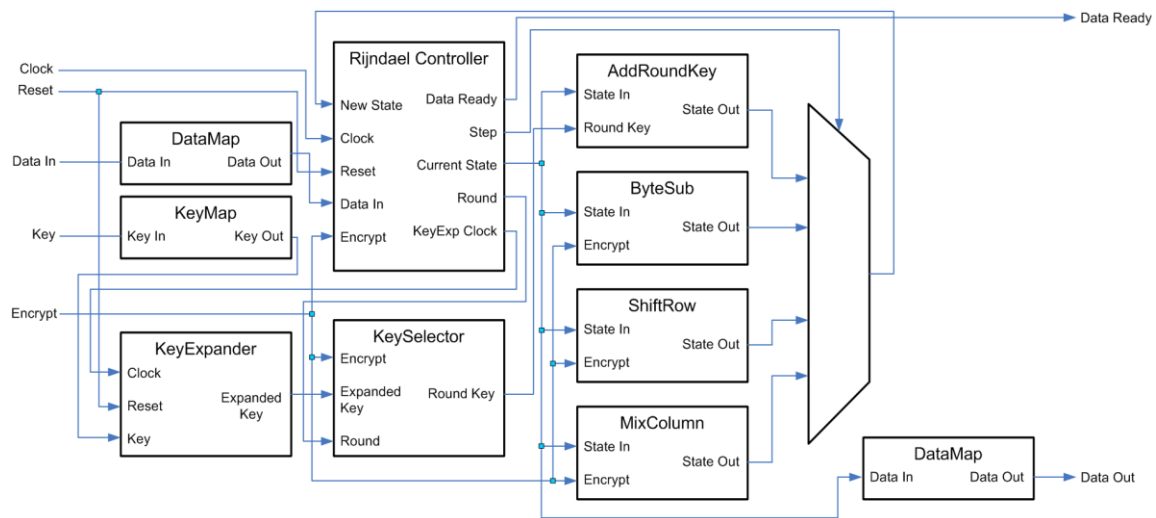 Data Ready
Clock
Reset
Data In
Key
Encrypt
DataMap
Data In
Data Out
KeyMap
Key In
Key Out
KeyExpander
Clock
Reset
Key
Expanded
Key
Rijndael Controller
New State
Clock
Reset
Data In
Encrypt
Data Ready
Step
Current State
Round
KeyExp Clock
KeySelector
Encrypt
Expanded
Key
Round
Round Key
AddRoundKey
State In
Round Key
State Out
ByteSub
State In
Encrypt
State Out
ShiftRow
State In
Encrypt
State Out
MixColumn
State In
Encrypt
State Out
DataMap
Data In
Data Out
Data Out